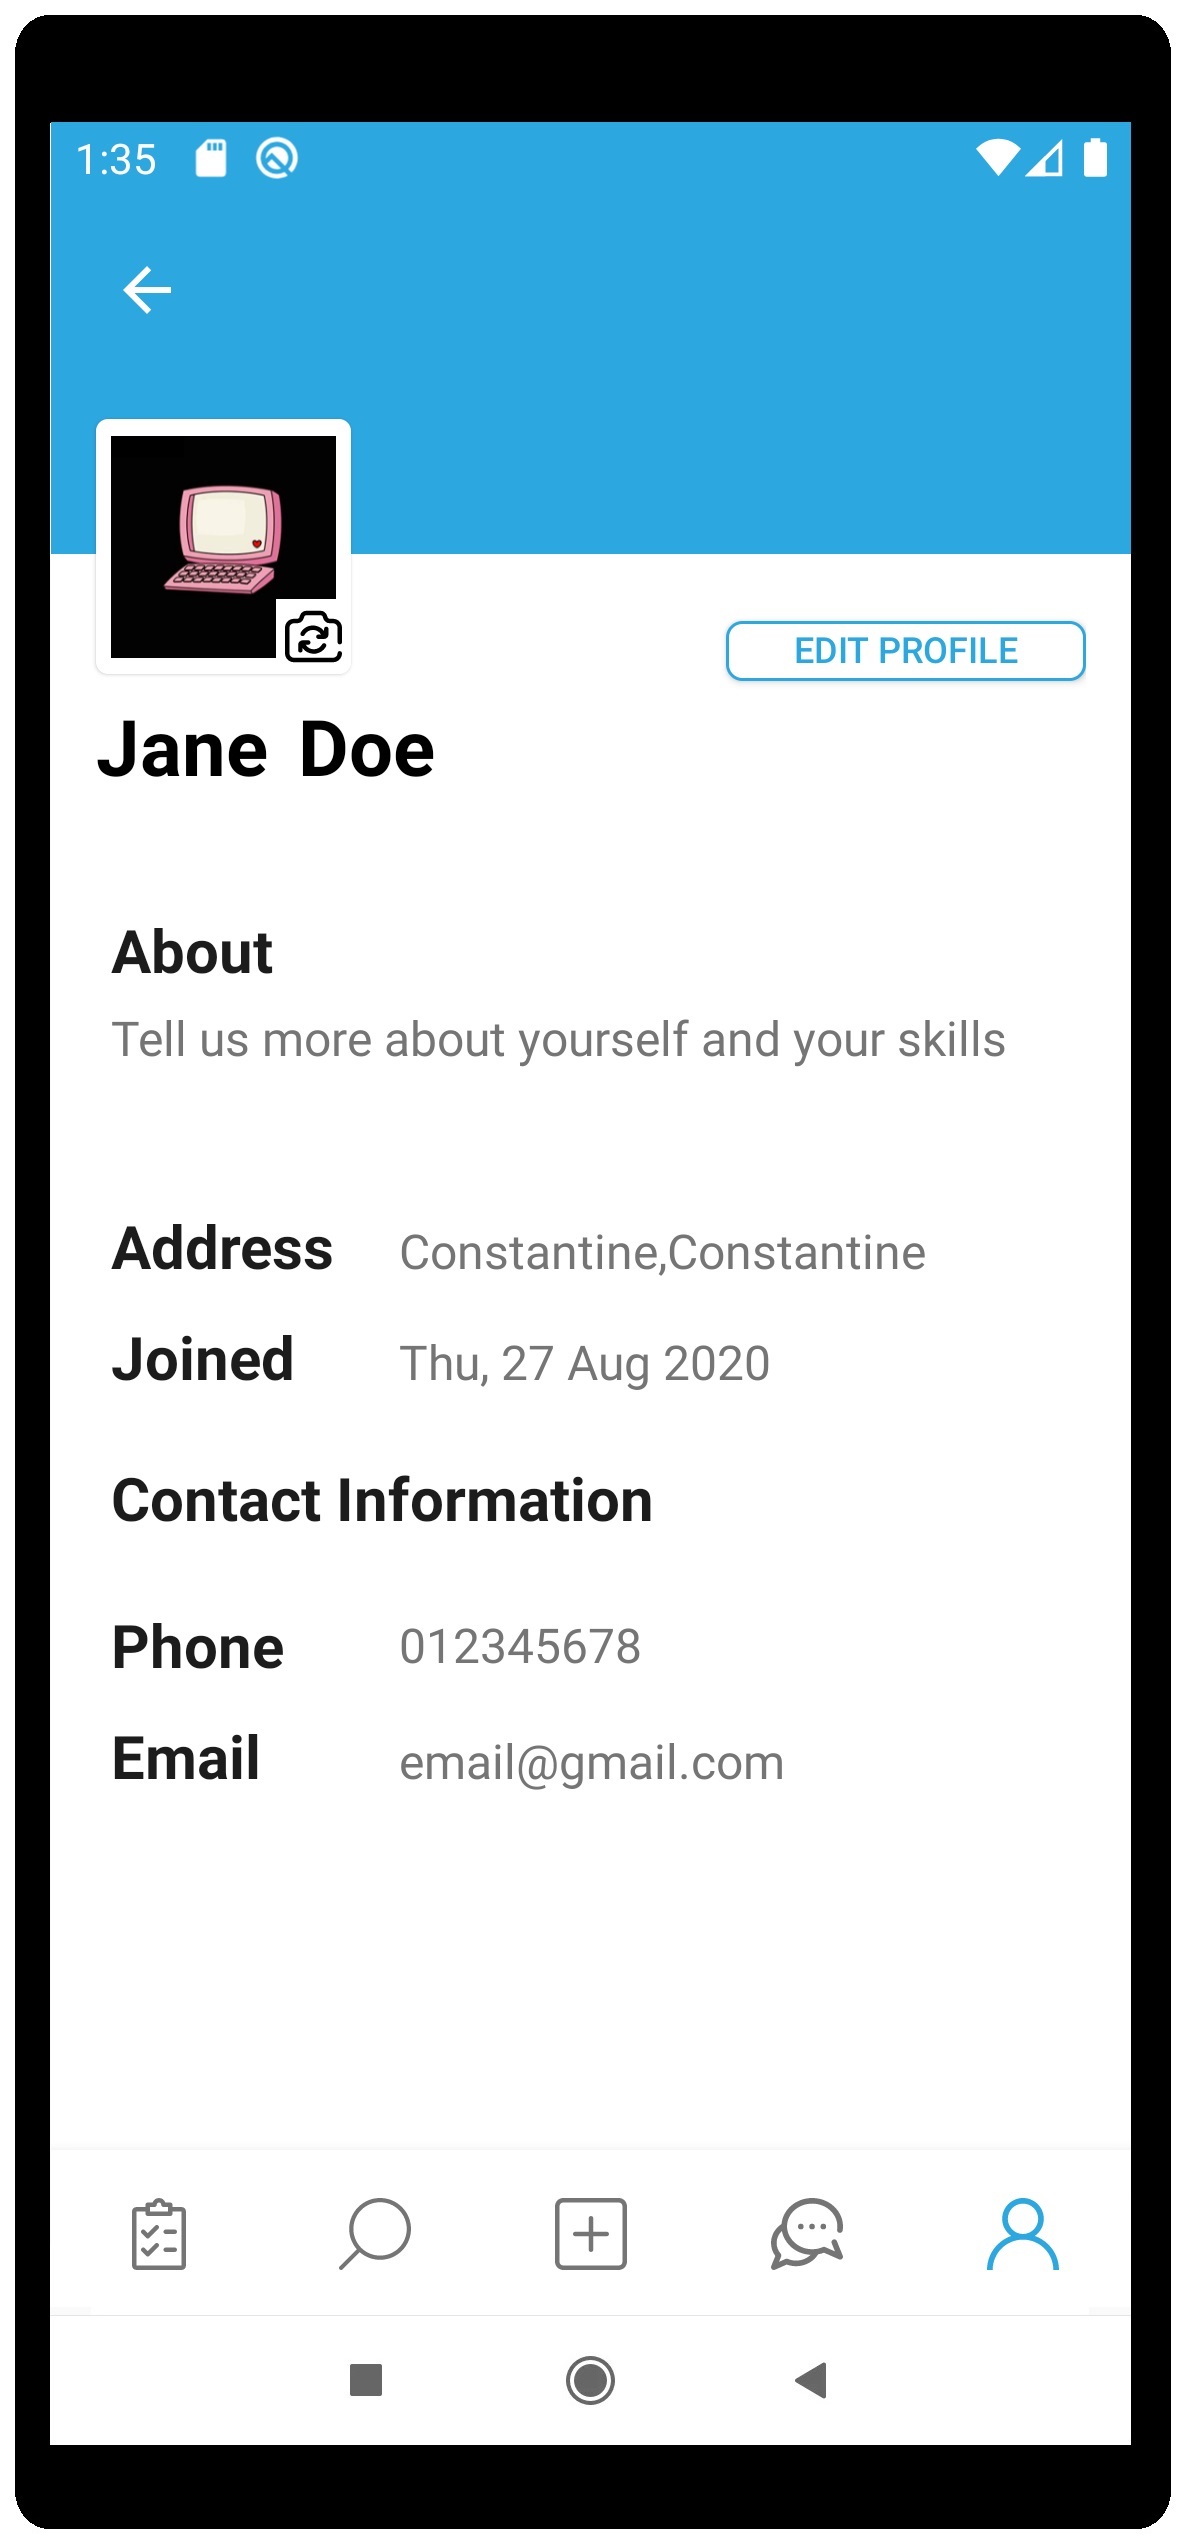 1:35
EDIT PROFILE
Jane Doe
About
Tell us more about yourself and your skills
Address Constantine,Constantine
Joined Thu, 27 Aug 2020
Contact Information
Phone 012345678
Email email@gmail.com